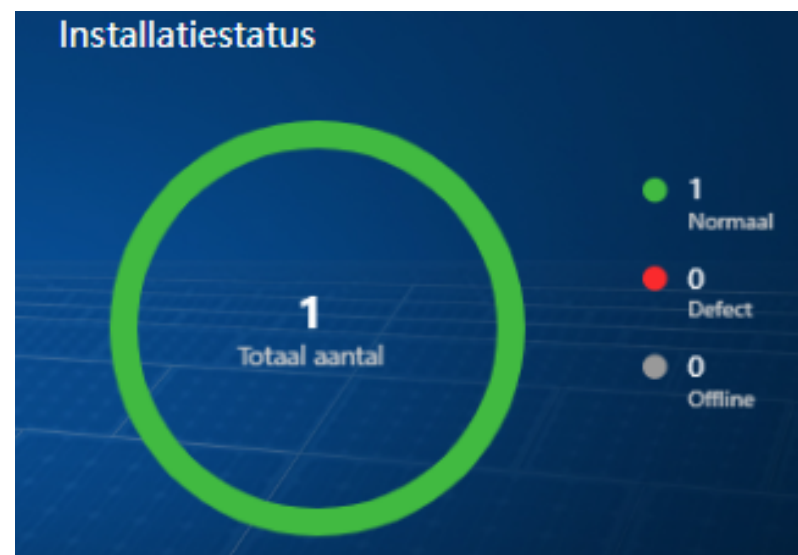 Installatiestatus
1
Totaal aantal
1
Normaal
0
Defect
0
Offline